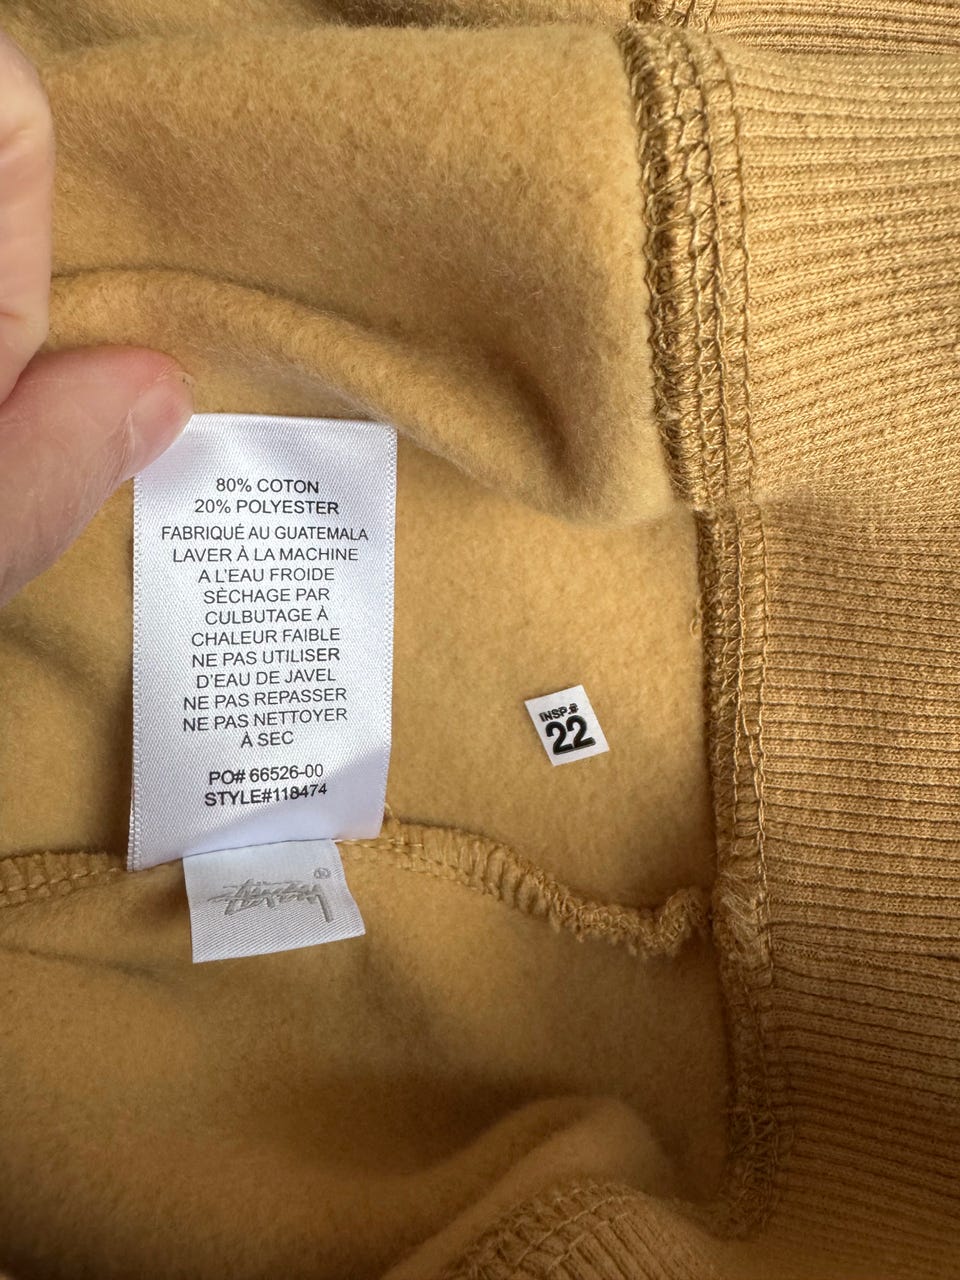 80% COTON
20% POLYESTER
FABRIQUÉ AU GUATEMALA
LAVER À LA MACHINE
A L'EAU FROIDE
SÈCHAGE PAR
CULBUTAGE À
CHALEUR FAIBLE
NE PAS UTILISER
D'EAU DE JAVEL
NE PAS REPASSER
NE PAS NETTOYER
À SEC
PO# 66526-00
STYLE#118474
INSP.#
22